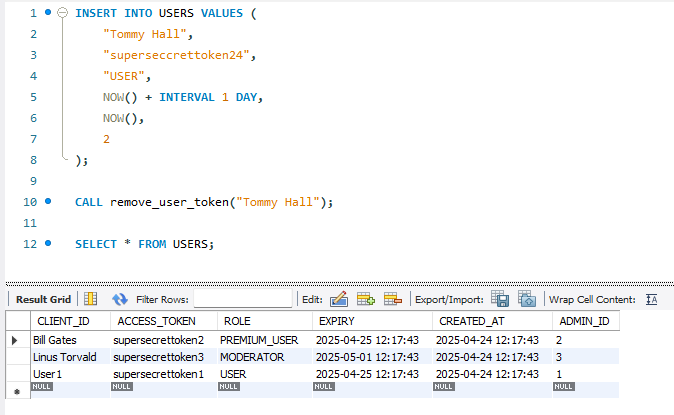 1 INSERT INTO USERS VALUES (
2 "Tommy Hall",
3 "superseccrettoken24",
4 "USER",
5 NOW() + INTERVAL 1 DAY,
6 NOW(),
7 2
8 );
9
10 CALL remove_user_token("Tommy Hall");
11
12 SELECT * FROM USERS;
Result Grid Filter Rows: Edit: Export/Import: Wrap Cell Content:
CLIENT_ID ACCESS_TOKEN ROLE EXPIRY CREATED_AT ADMIN_ID
Bill Gates supersecrettoken2 PREMIUM_USER 2025-04-25 12:17:43 2025-04-24 12:17:43 2
Linus Torvald supersecrettoken3 MODERATOR 2025-05-01 12:17:43 2025-04-24 12:17:43 3
User1 supersecrettoken1 USER 2025-04-25 12:17:43 2025-04-24 12:17:43 1
NULL NULL NULL NULL NULL NULL